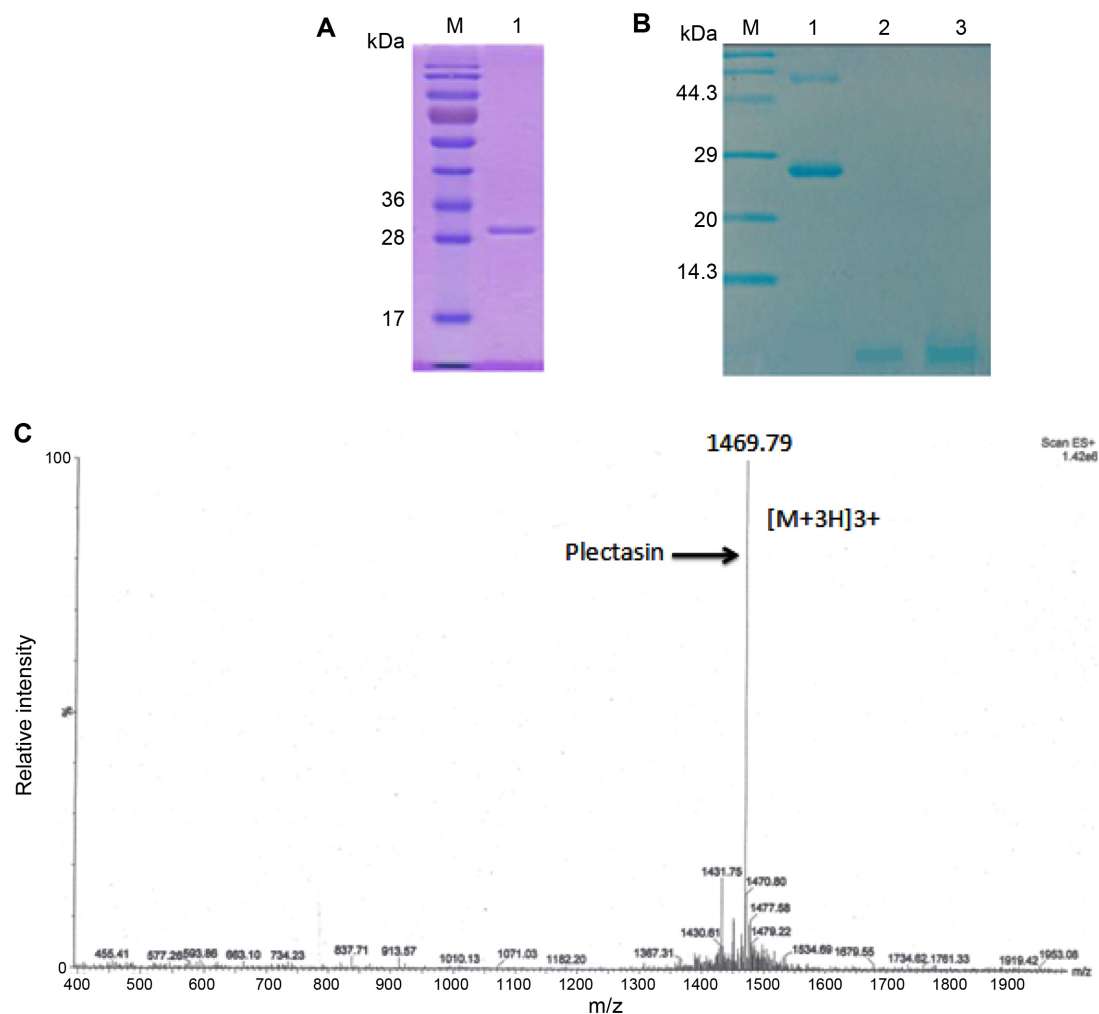 A
kDa
M 1
36
28
17
B
kDa
M 1 2 3
44.3
29
20
14.3
C
1469.79
Scan ES+
1.42e6
100
[M+3H]3+
Plectasin
%
Relative intensity
1431.75
1470.80
1477.58
1430.61
1479.22
455.41 577.26 593.86 663.10 734.23 837.71 913.57 1010.13 1071.03 1182.20 1367.31 1534.69 1679.55 1734.62 1761.33 1919.42 1953.08
0
m/z
400 500 600 700 800 900 1000 1100 1200 1300 1400 1500 1600 1700 1800 1900
m/z